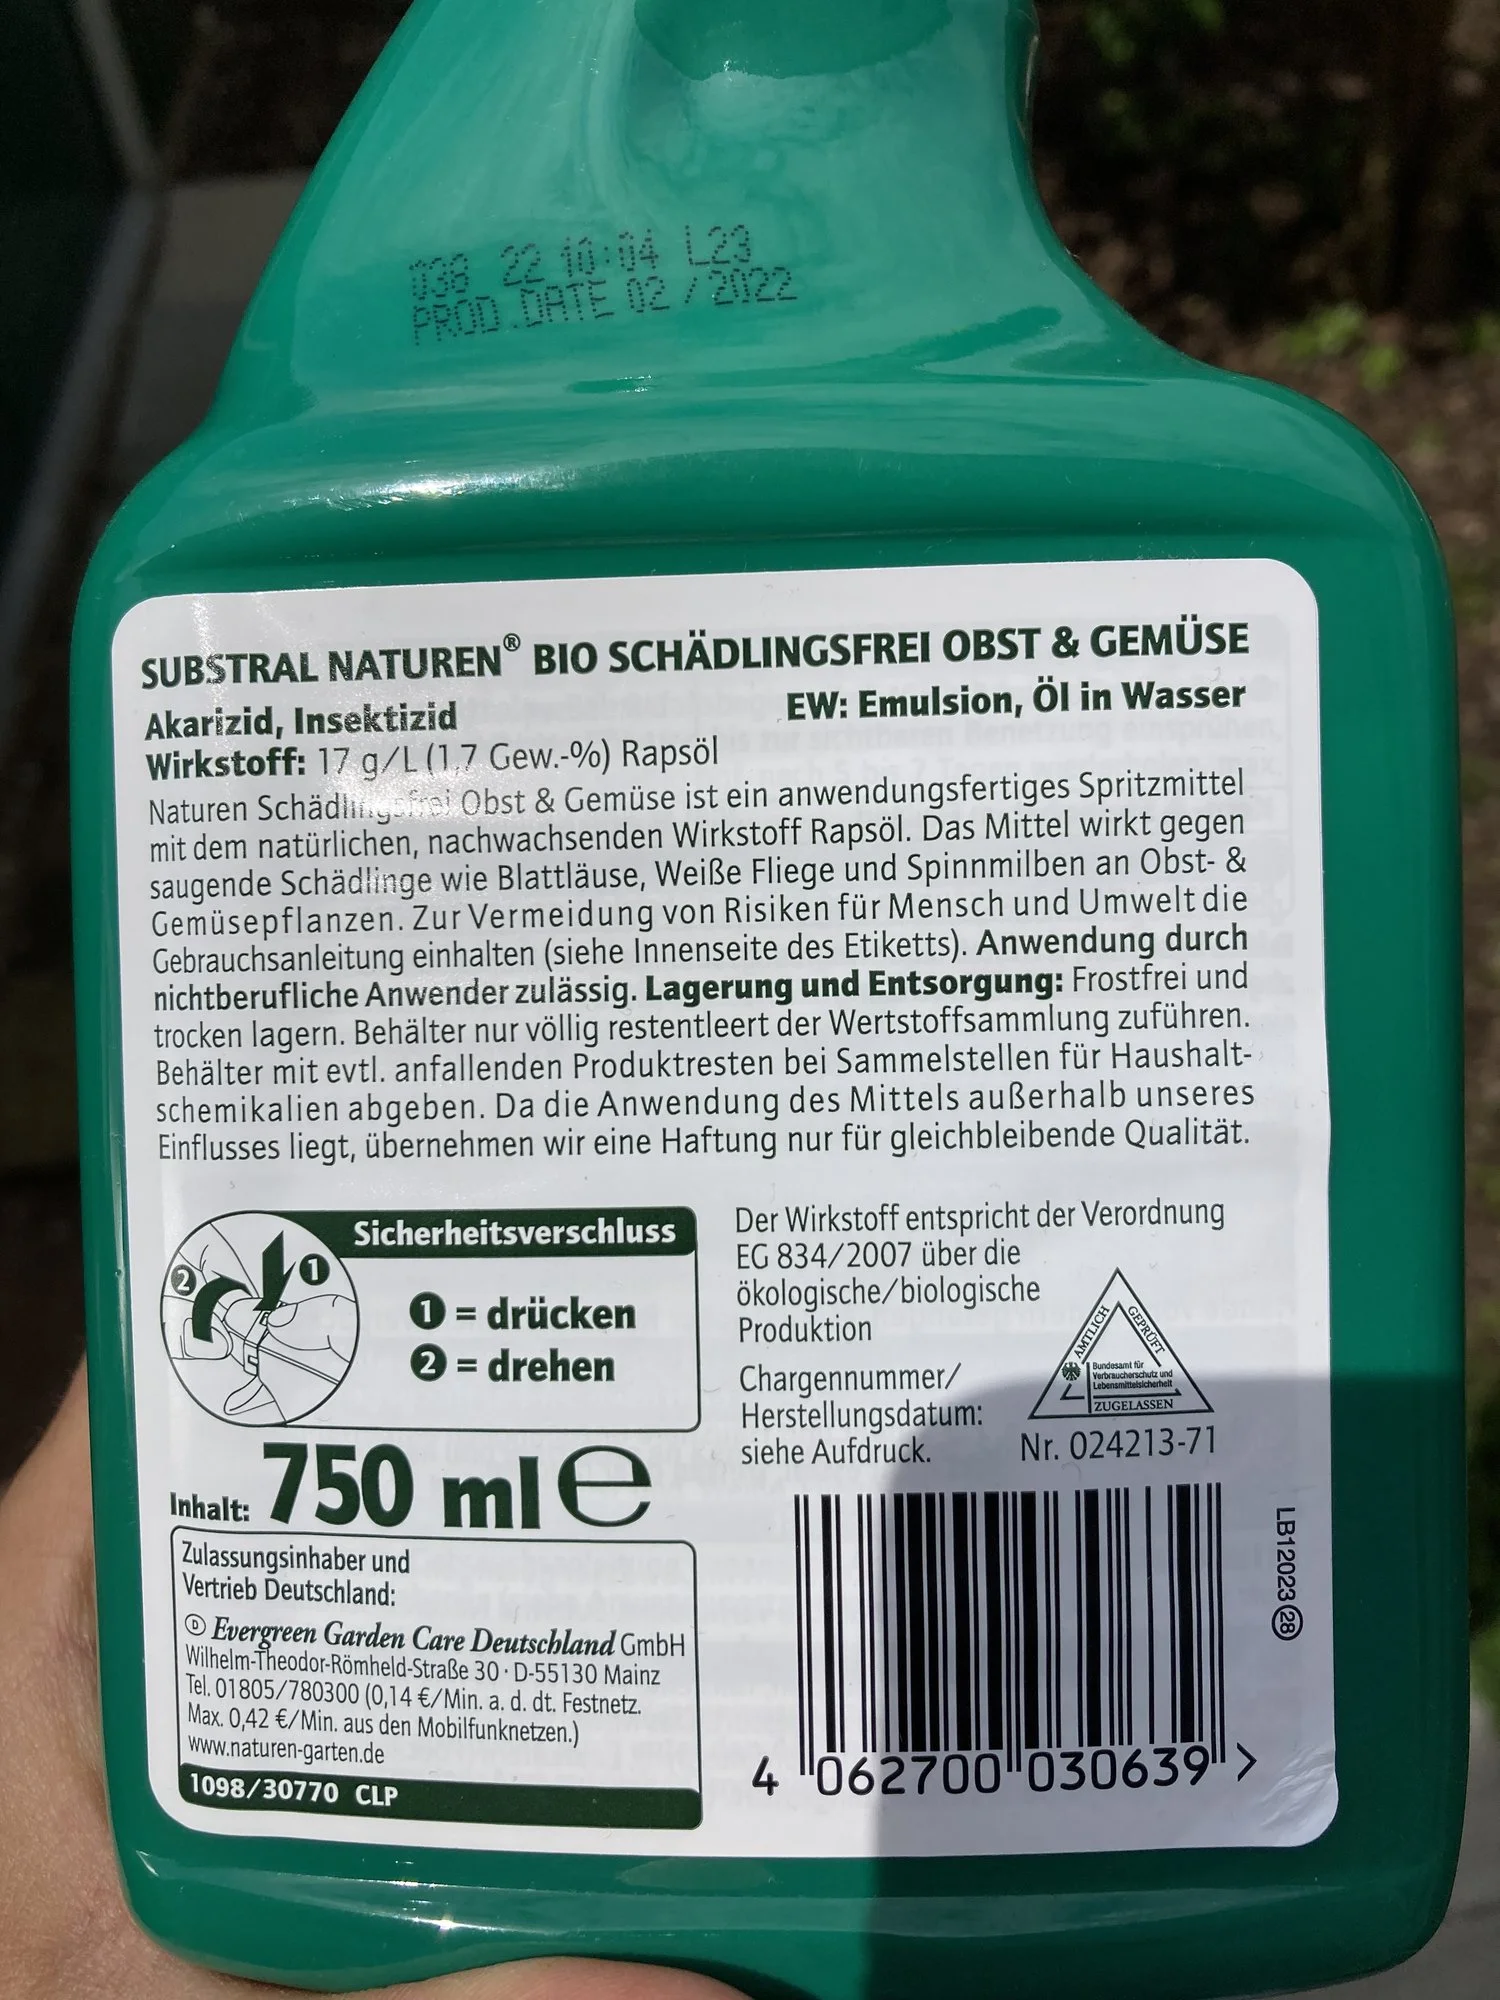 038 22 10:04 L23
PROD.DATE 02/2022
SUBSTRAL NATUREN® BIO SCHÄDLINGSFREI OBST & GEMÜSE
Akarizid, Insektizid
EW: Emulsion, Öl in Wasser
Wirkstoff: 17 g/L (1,7 Gew.-%) Rapsöl
Naturen Schädlingsfrei Obst & Gemüse ist ein anwendungsfertiges Spritzmittel
mit dem natürlichen, nachwachsenden Wirkstoff Rapsöl. Das Mittel wirkt gegen
saugende Schädlinge wie Blattläuse, Weiße Fliege und Spinnmilben an Obst- &
Gemüsepflanzen. Zur Vermeidung von Risiken für Mensch und Umwelt die
Gebrauchsanleitung einhalten (siehe Innenseite des Etiketts). Anwendung durch
nichtberufliche Anwender zulässig. Lagerung und Entsorgung: Frostfrei und
trocken lagern. Behälter nur völlig restentleert der Wertstoffsammlung zuführen.
Behälter mit evtl. anfallenden Produktresten bei Sammelstellen für Haushalt-
schemikalien abgeben. Da die Anwendung des Mittels außerhalb unseres
Einflusses liegt, übernehmen wir eine Haftung nur für gleichbleibende Qualität.
Sicherheitsverschluss
2 1
1 = drücken
2 = drehen
Inhalt: 750 ml e
Zulassungsinhaber und
Vertrieb Deutschland:
D Evergreen Garden Care Deutschland GmbH
Wilhelm-Theodor-Römheld-Straße 30 · D-55130 Mainz
Tel. 01805/780300 (0,14 €/Min. a. d. dt. Festnetz.
Max. 0,42 €/Min. aus den Mobilfunknetzen.)
www.naturen-garten.de
1098/30770 CLP
Der Wirkstoff entspricht der Verordnung
EG 834/2007 über die
ökologische/biologische
Produktion
Chargennummer/
Herstellungsdatum:
siehe Aufdruck.
AMTLICH GEPRÜFT
Bundesamt für
Verbraucherschutz und
Lebensmittelsicherheit
ZUGELASSEN
Nr. 024213-71
LB12023 28
4 062700 030639 >